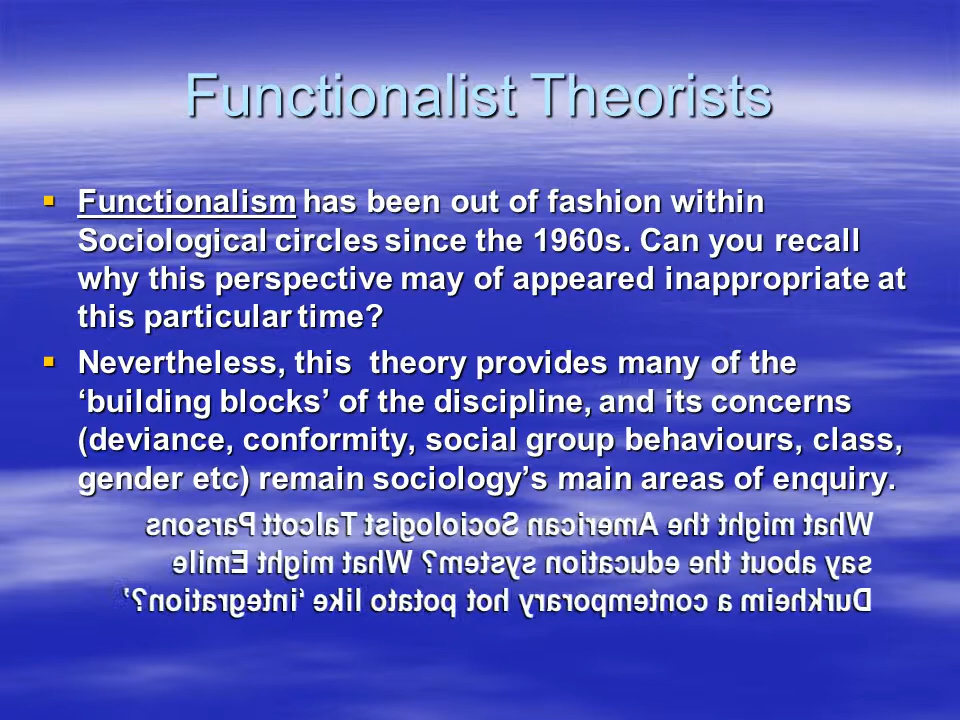 Functionalist Theorists
Functionalism has been out of fashion within
Sociological circles since the 1960s. Can you recall
why this perspective may of appeared inappropriate at
this particular time?
Nevertheless, this theory provides many of the
‘building blocks’ of the discipline, and its concerns
(deviance, conformity, social group behaviours, class,
gender etc) remain sociology’s main areas of enquiry.
What might the American Sociologist Talcott Parsons
say about the education system? What might Emile
Durkheim a contemporary hot potato like ‘integration?’